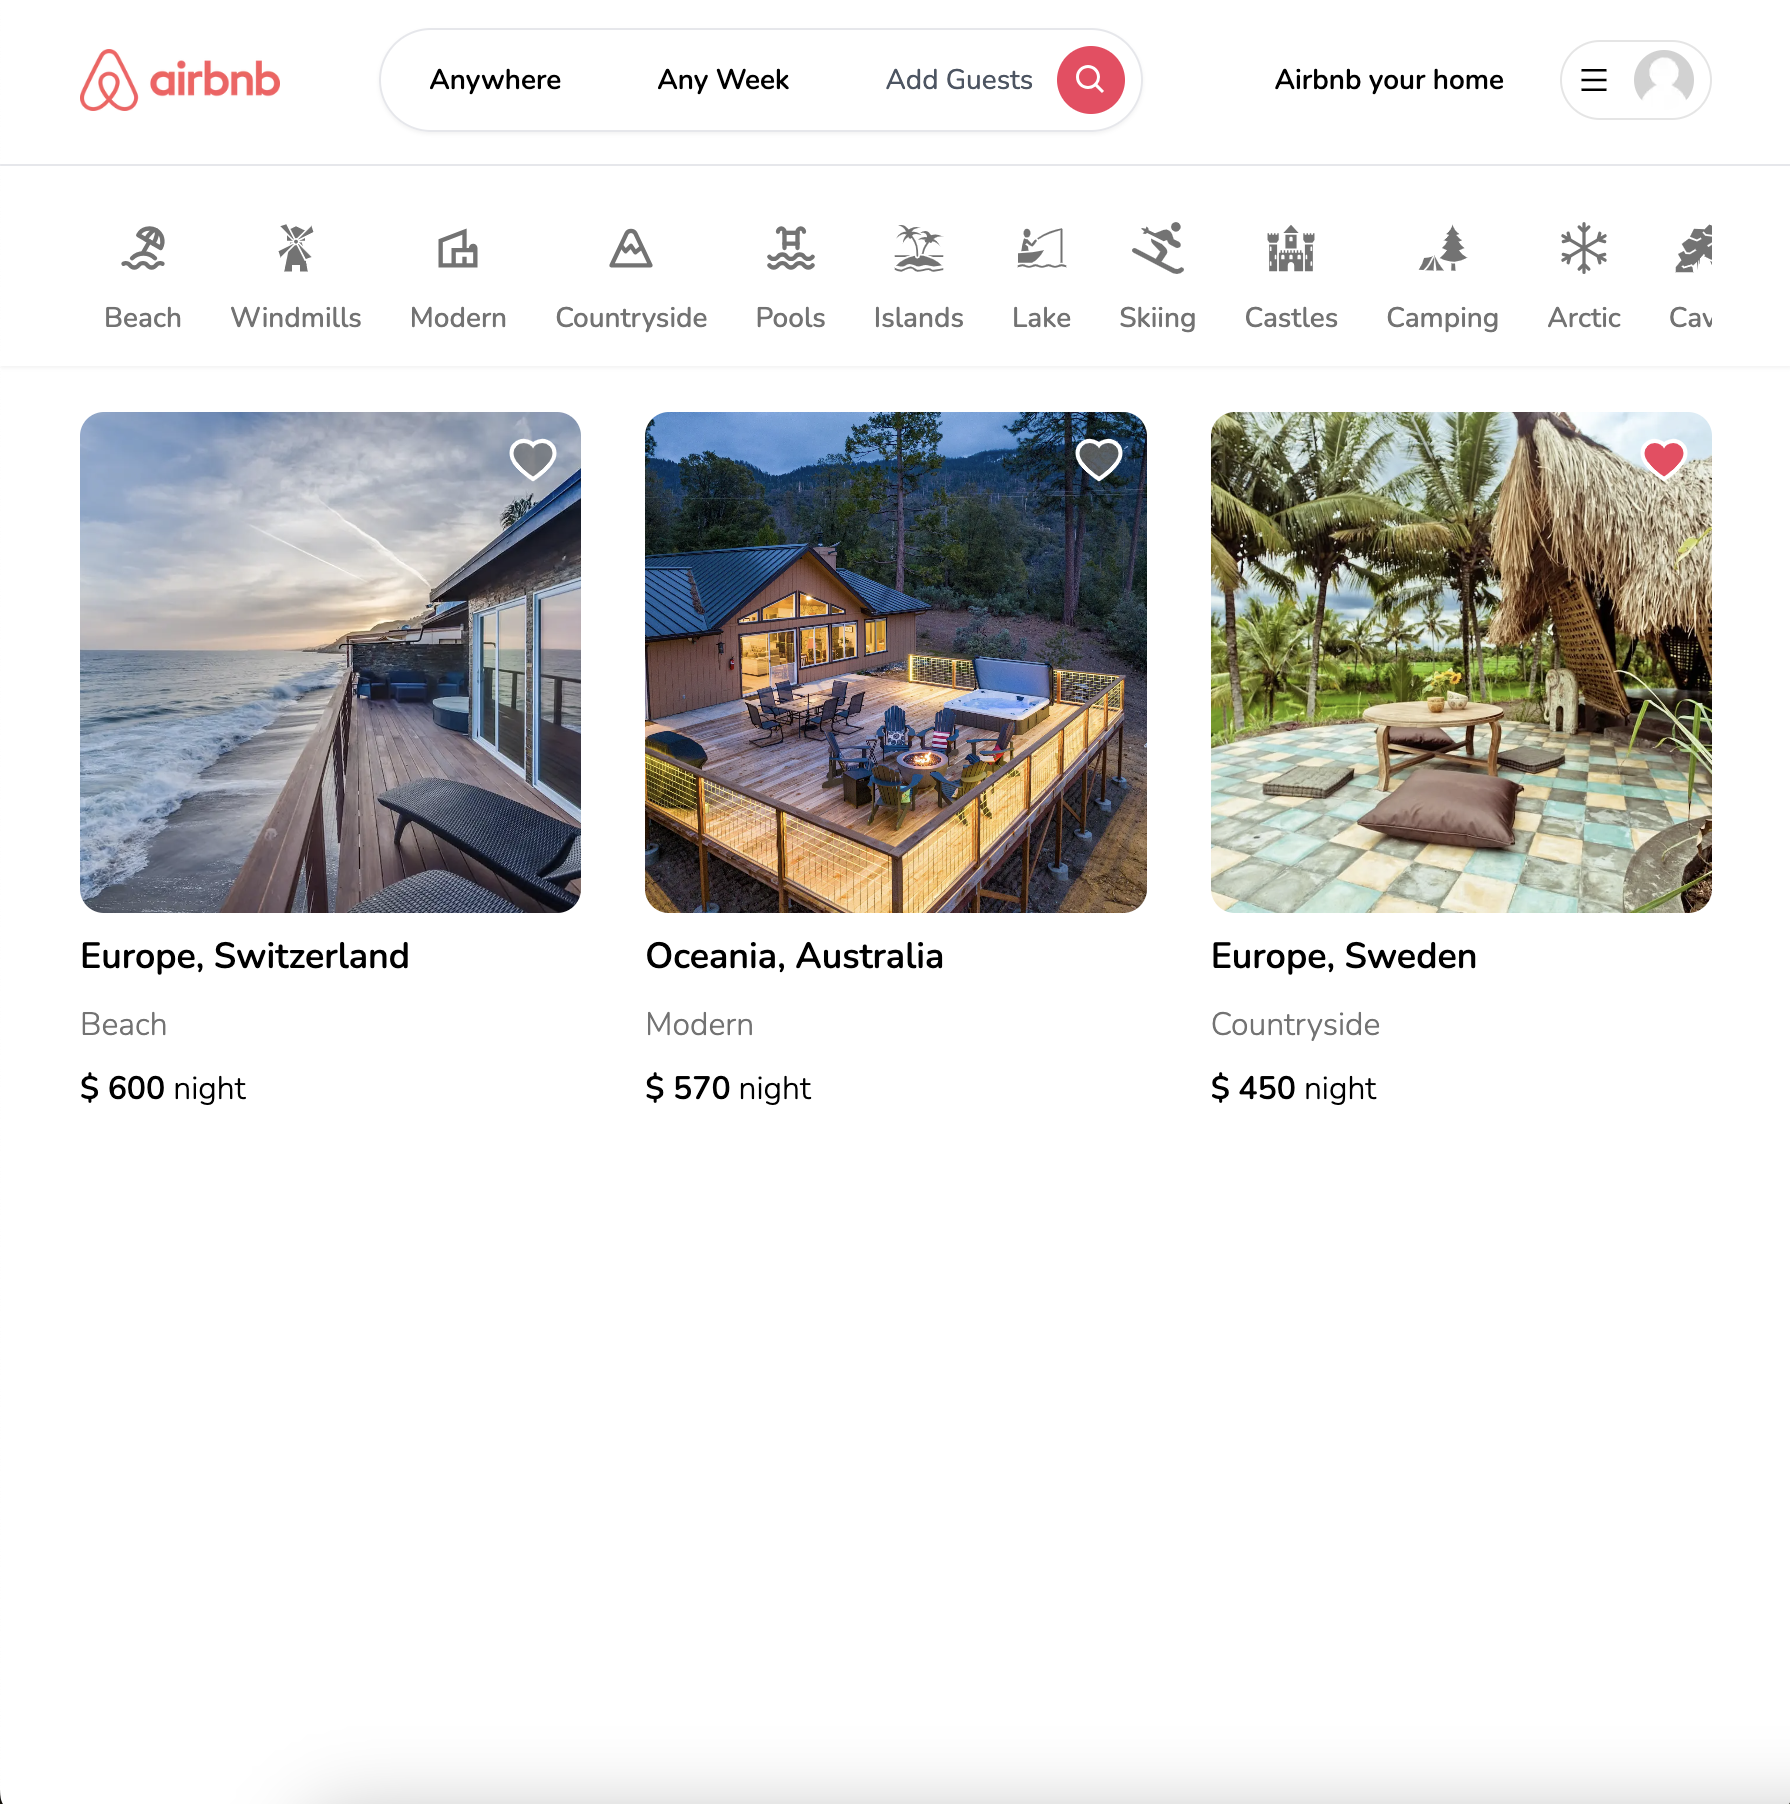 airbnb
Anywhere Any Week Add Guests
Airbnb your home
Beach Windmills Modern Countryside Pools Islands Lake Skiing Castles Camping Arctic Cav
Europe, Switzerland
Beach
$ 600 night
Oceania, Australia
Modern
$ 570 night
Europe, Sweden
Countryside
$ 450 night